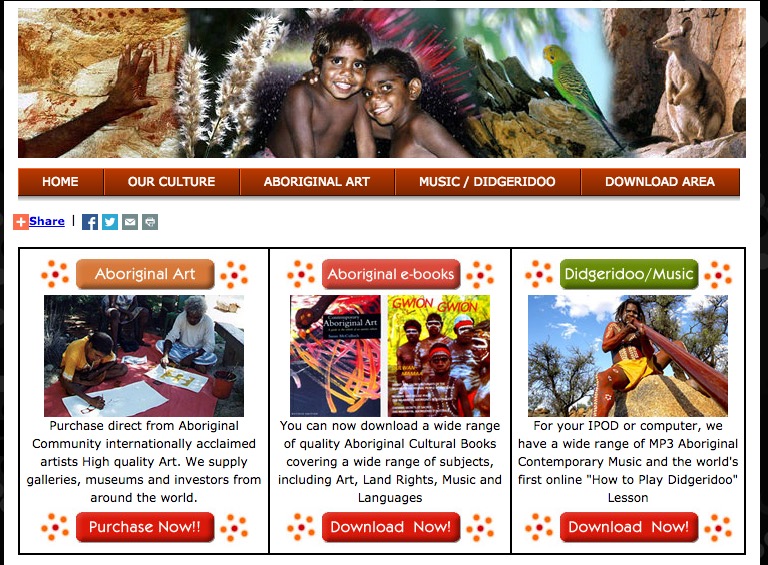 HOME
OUR CULTURE
ABORIGINAL ART
MUSIC / DIDGERIDOO
DOWNLOAD AREA
Share |
Aboriginal Art
Purchase direct from Aboriginal
Community internationally acclaimed
artists High quality Art. We supply
galleries, museums and investors from
around the world.
Purchase Now!!
Aboriginal e-books
Contemporary
Aboriginal Art
Susan McCulloch
GWION GWION
You can now download a wide range
of quality Aboriginal Cultural Books
covering a wide range of subjects,
including Art, Land Rights, Music and
Languages
Download Now!
Didgeridoo/Music
For your IPOD or computer, we
have a wide range of MP3 Aboriginal
Contemporary Music and the world's
first online "How to Play Didgeridoo"
Lesson
Download Now!